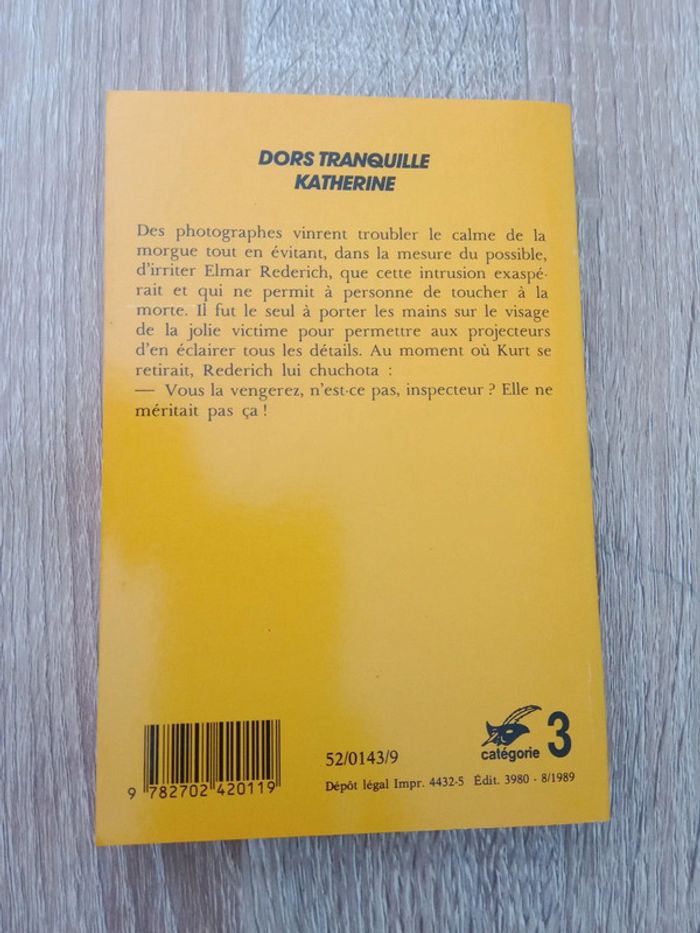 DORS TRANQUILLE
KATHERINE
Des photographes vinrent troubler le calme de la
morgue tout en évitant, dans la mesure du possible,
d'irriter Elmar Rederich, que cette intrusion exaspé-
rait et qui ne permit à personne de toucher à la
morte. Il fut le seul à porter les mains sur le visage
de la jolie victime pour permettre aux projecteurs
d'en éclairer tous les détails. Au moment où Kurt se
retirait, Rederich lui chuchota :
— Vous la vengerez, n'est-ce pas, inspecteur ? Elle ne
méritait pas ça !
9 782702 420119
52/0143/9
catégorie 3
Dépôt légal Impr. 4432-5 Édit. 3980 - 8/1989